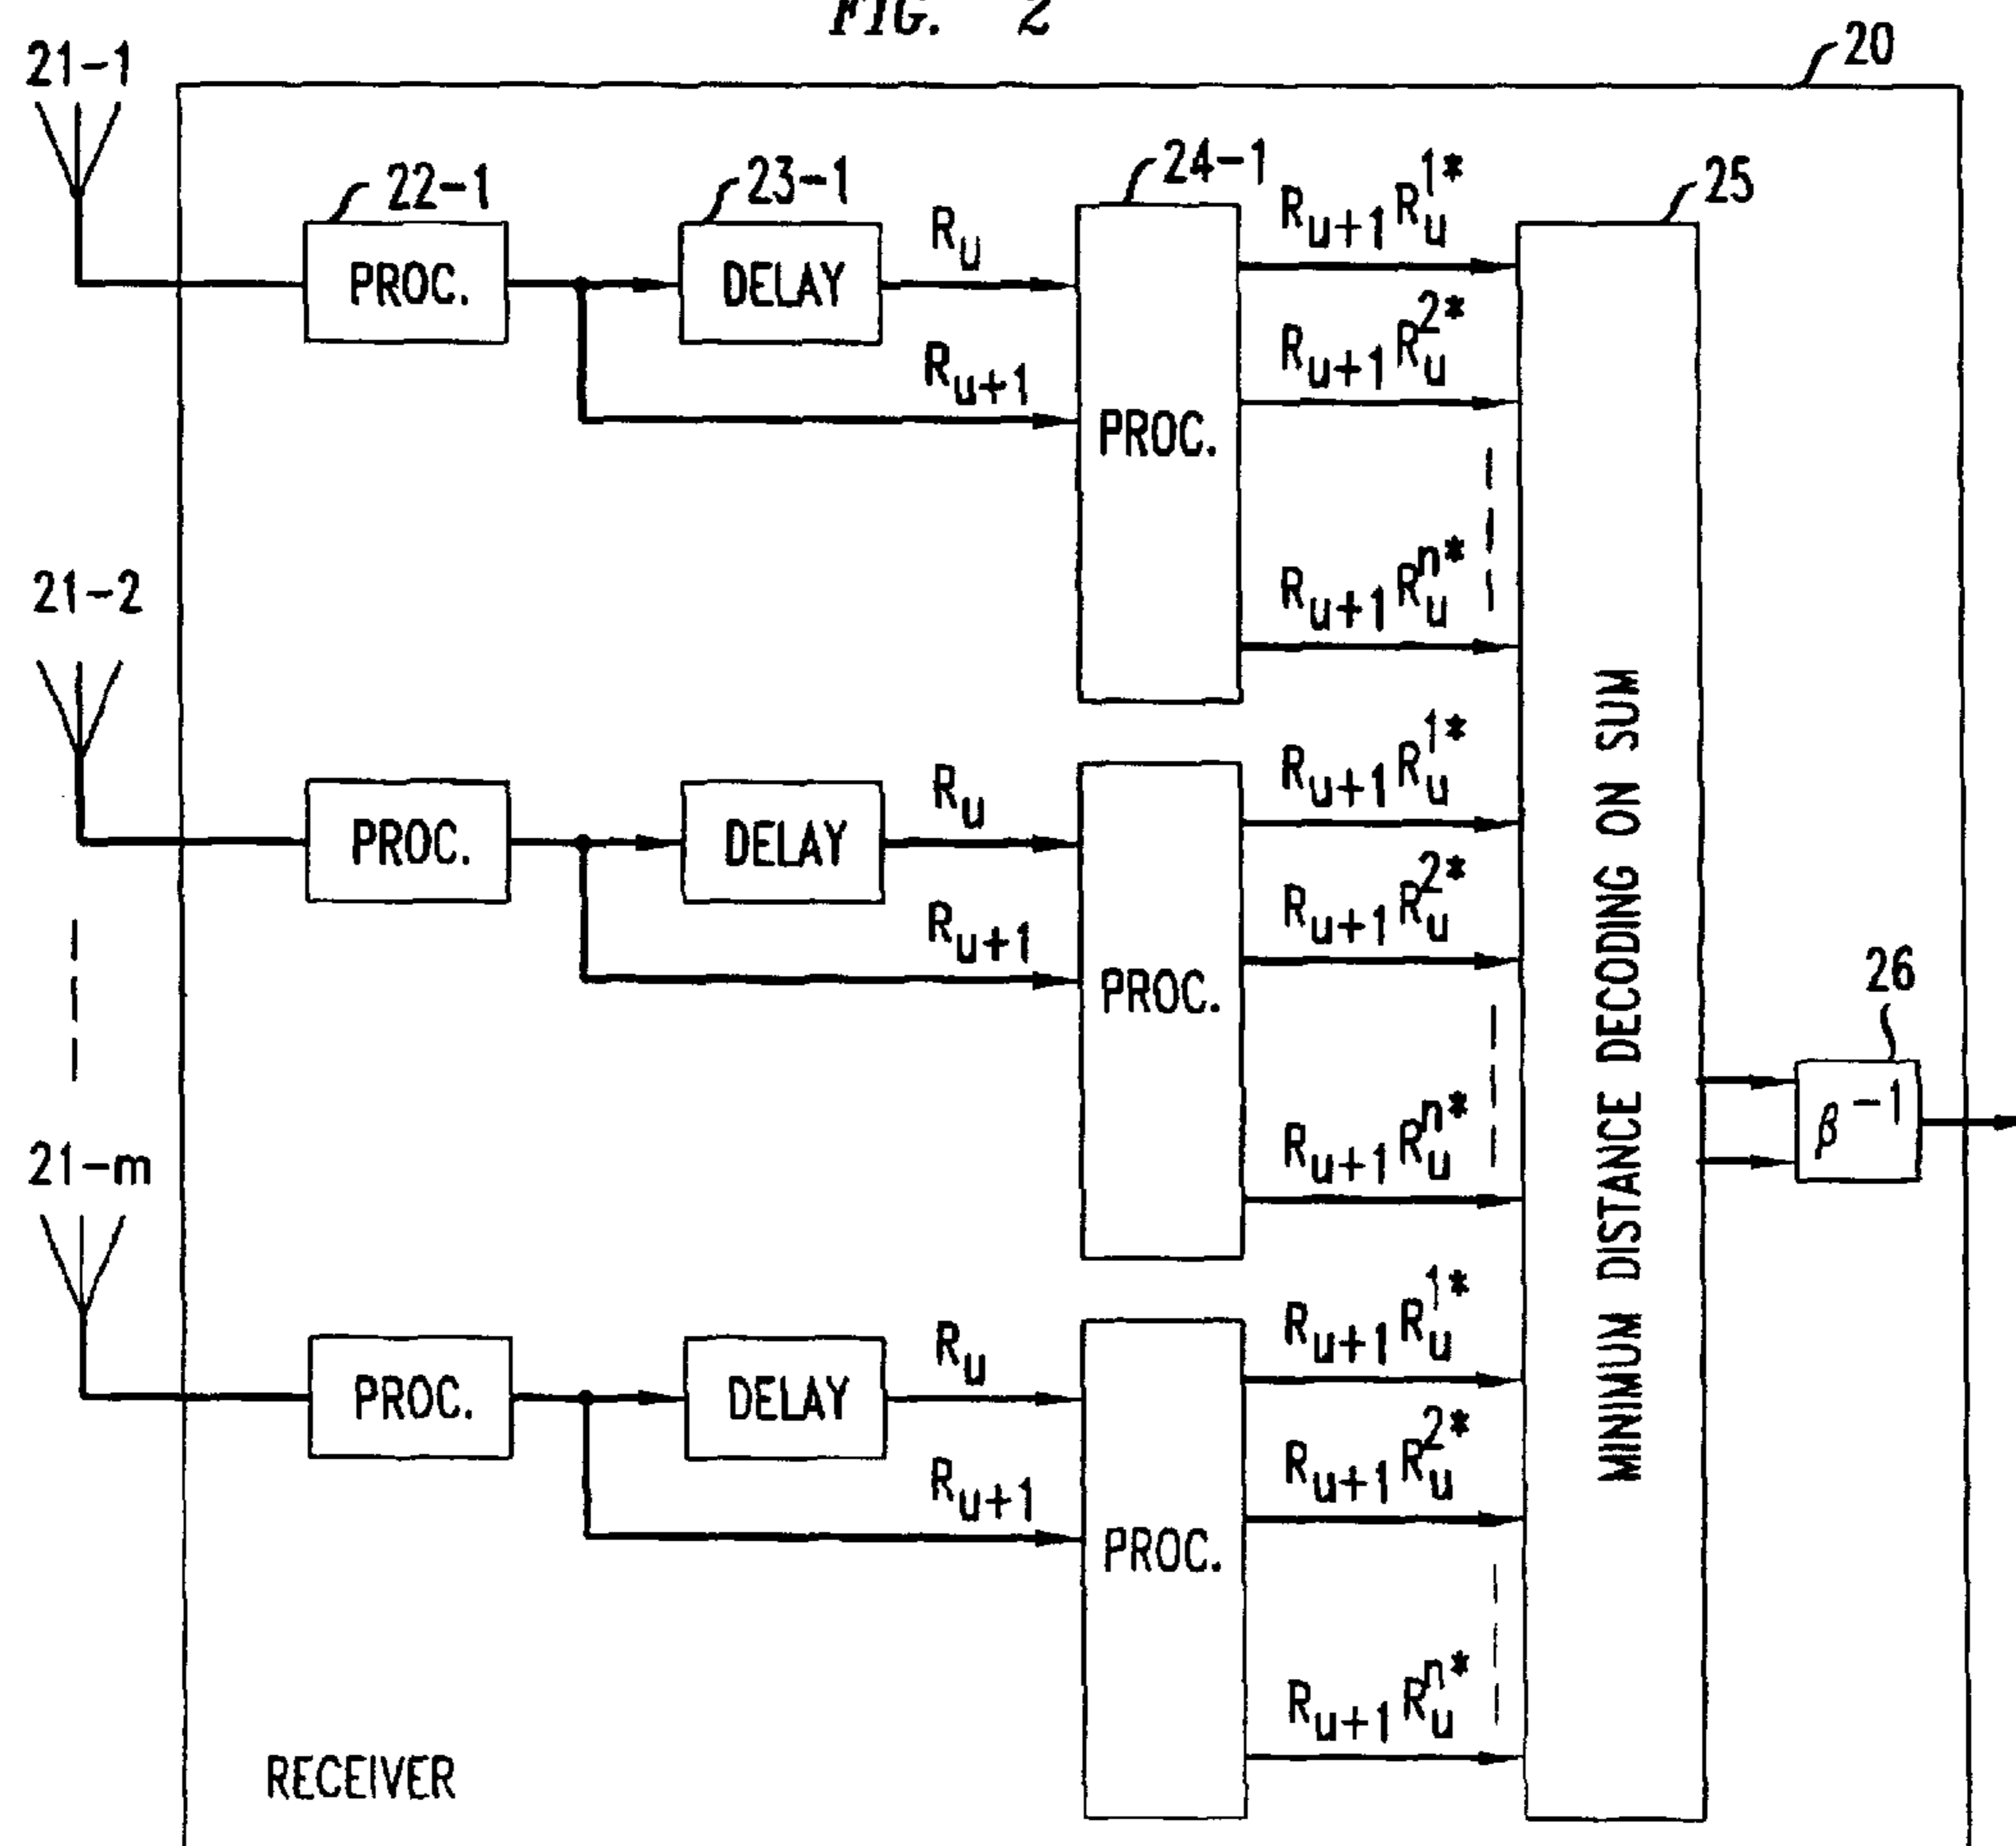 FIG. 2
20
21-1
22-1
23-1
24-1
25
PROC.
DELAY
R_u
R_{u+1}
PROC.
R_{u+1} R_u^{1*}
R_{u+1} R_u^{2*}
R_{u+1} R_u^{n*}
21-2
PROC.
DELAY
R_u
R_{u+1}
PROC.
R_{u+1} R_u^{1*}
R_{u+1} R_u^{2*}
R_{u+1} R_u^{n*}
21-m
PROC.
DELAY
R_u
R_{u+1}
PROC.
R_{u+1} R_u^{1*}
R_{u+1} R_u^{2*}
R_{u+1} R_u^{n*}
MINIMUM DISTANCE DECODING ON SUM
26
β^{-1}
RECEIVER